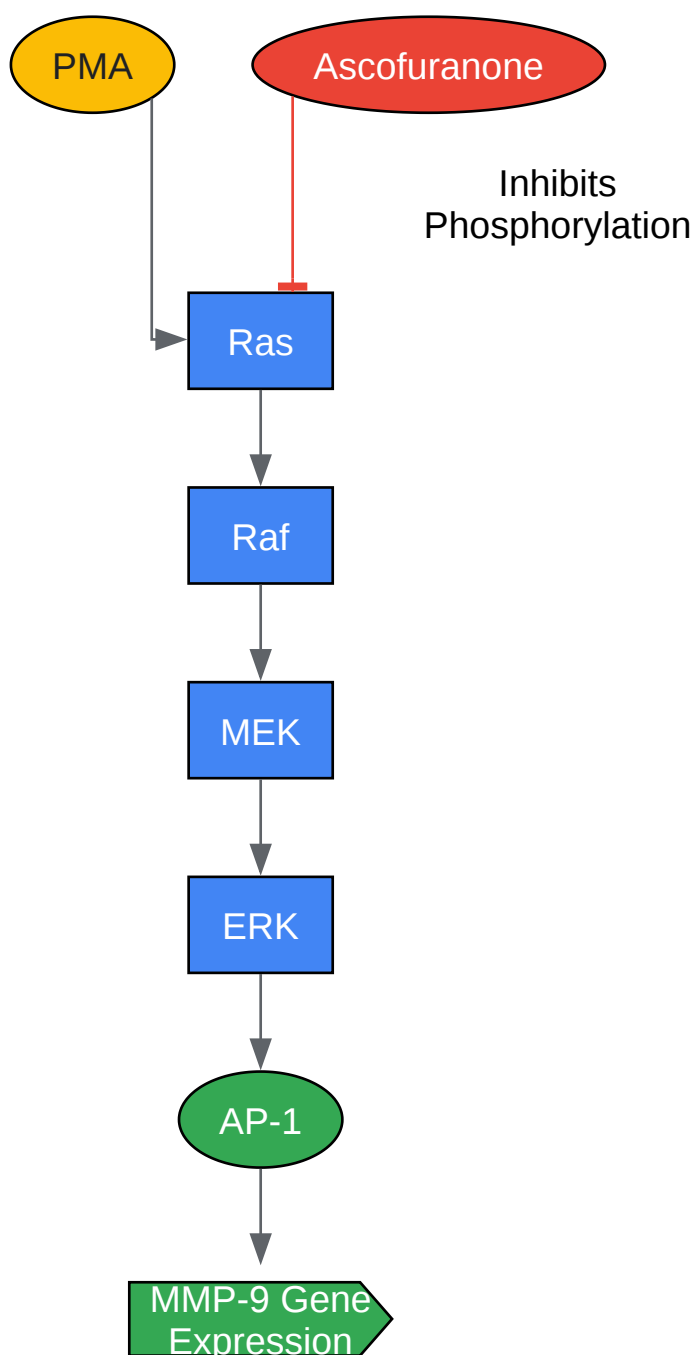 PMA
Ascofuranone
Inhibits
Phosphorylation
Ras
Raf
MEK
ERK
AP-1
MMP-9 Gene
Expression